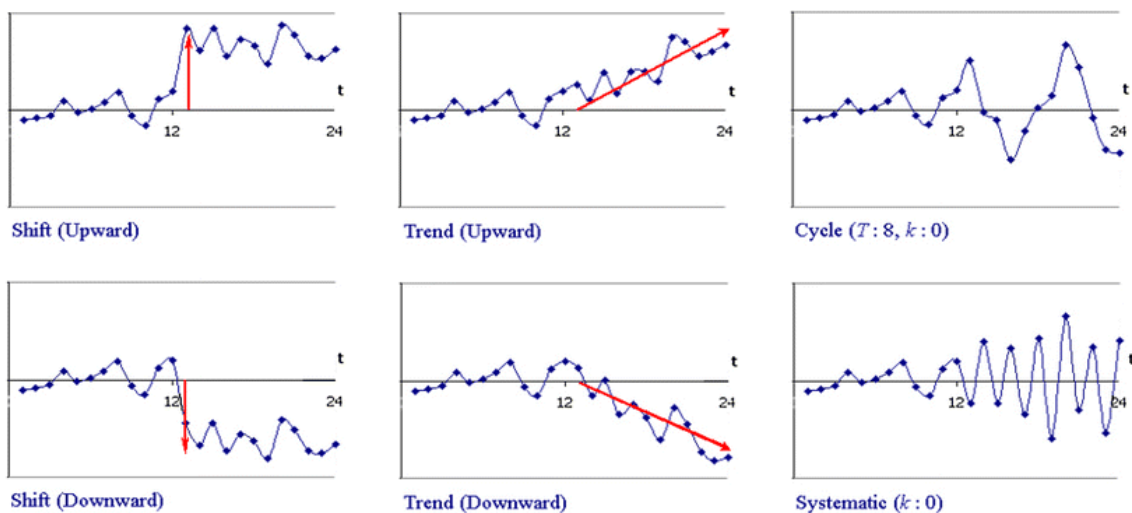 t
12
24
Shift (Upward)
t
12
24
Trend (Upward)
t
12
24
Cycle (T : 8, k : 0)
t
12
24
Shift (Downward)
t
12
24
Trend (Downward)
t
12
24
Systematic (k : 0)